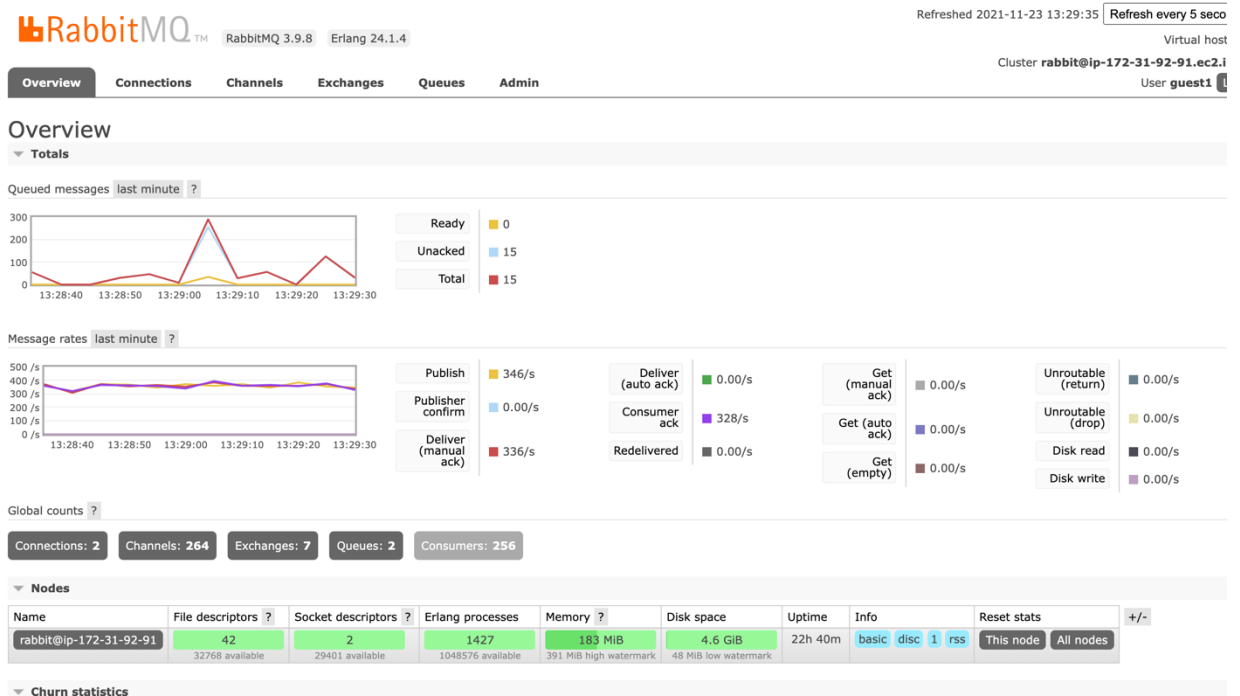 RabbitMQ TM RabbitMQ 3.9.8 Erlang 24.1.4
Refreshed 2021-11-23 13:29:35 Refresh every 5 seco
Virtual host
Cluster rabbit@ip-172-31-92-91.ec2.i
User guest1
Overview Connections Channels Exchanges Queues Admin
Overview
Totals
Queued messages last minute ?
300
200
100
0
13:28:40 13:28:50 13:29:00 13:29:10 13:29:20 13:29:30
Ready 0
Unacked 15
Total 15
Message rates last minute ?
500 /s
400 /s
300 /s
200 /s
100 /s
0 /s
13:28:40 13:28:50 13:29:00 13:29:10 13:29:20 13:29:30
Publish 346/s
Publisher
confirm 0.00/s
Deliver
(manual
ack) 336/s
Deliver
(auto ack) 0.00/s
Consumer
ack 328/s
Redelivered 0.00/s
Get
(manual
ack) 0.00/s
Get (auto
ack) 0.00/s
Get
(empty) 0.00/s
Unroutable
(return) 0.00/s
Unroutable
(drop) 0.00/s
Disk read 0.00/s
Disk write 0.00/s
Global counts ?
Connections: 2 Channels: 264 Exchanges: 7 Queues: 2 Consumers: 256
Nodes
Name File descriptors ? Socket descriptors ? Erlang processes Memory ? Disk space Uptime Info Reset stats +/-
rabbit@ip-172-31-92-91 42 2 1427 183 MiB 4.6 GiB 22h 40m basic disc 1 rss This node All nodes
32768 available 29401 available 1048576 available 391 MiB high watermark 48 MiB low watermark
Churn statistics